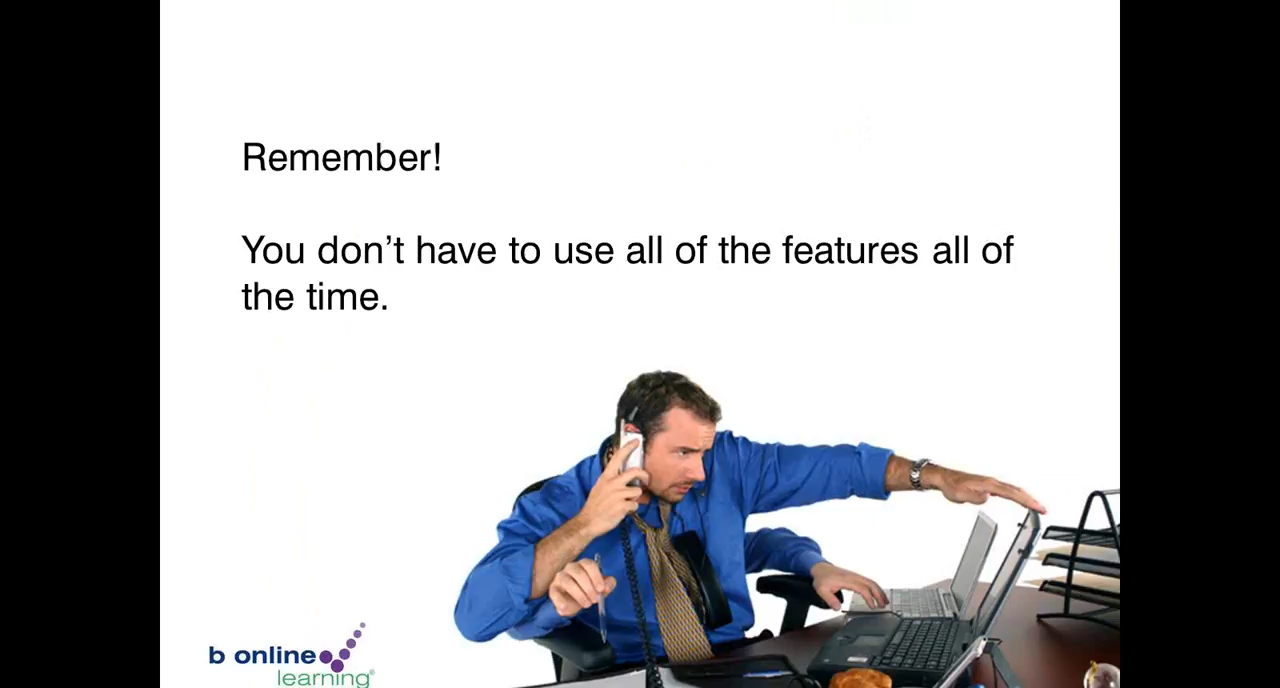 Remember!
You don’t have to use all of the features all of
the time.
b online
learning®